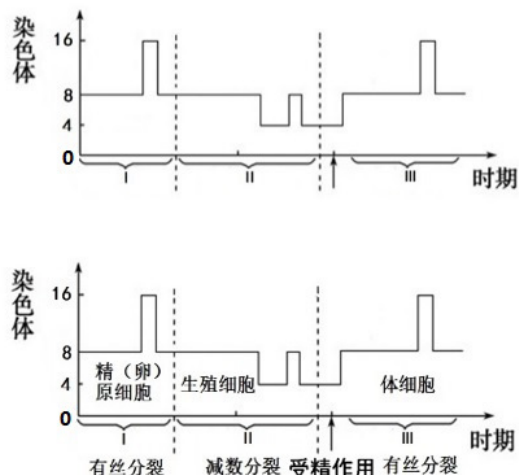 染色体
16
8
4
0
I
II
III
时期
染色体
16
8
4
0
精（卵）
原细胞
生殖细胞
体细胞
I
II
III
时期
有丝分裂
减数分裂
受精作用
有丝分裂